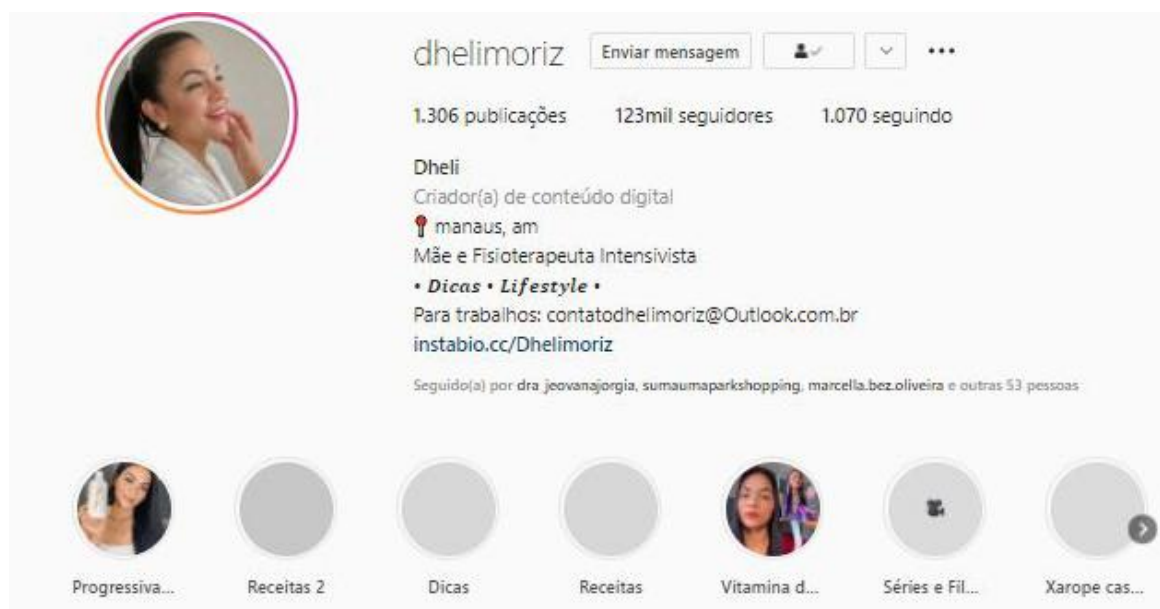 dhelimoriz Enviar mensagem
1.306 publicações 123mil seguidores 1.070 seguindo
Dheli
Criador(a) de conteúdo digital
manaus, am
Mãe e Fisioterapeuta Intensivista
• Dicas • Lifestyle •
Para trabalhos: contatodhelimoriz@Outlook.com.br
instabio.cc/Dhelimoriz
Seguido(a) por dra_jeovanajorgia, sumaumaparkshopping, marcella.bez.oliveira e outras 53 pessoas
Progressiva... Receitas 2 Dicas Receitas Vitamina d... Séries e Fil... Xarope cas...